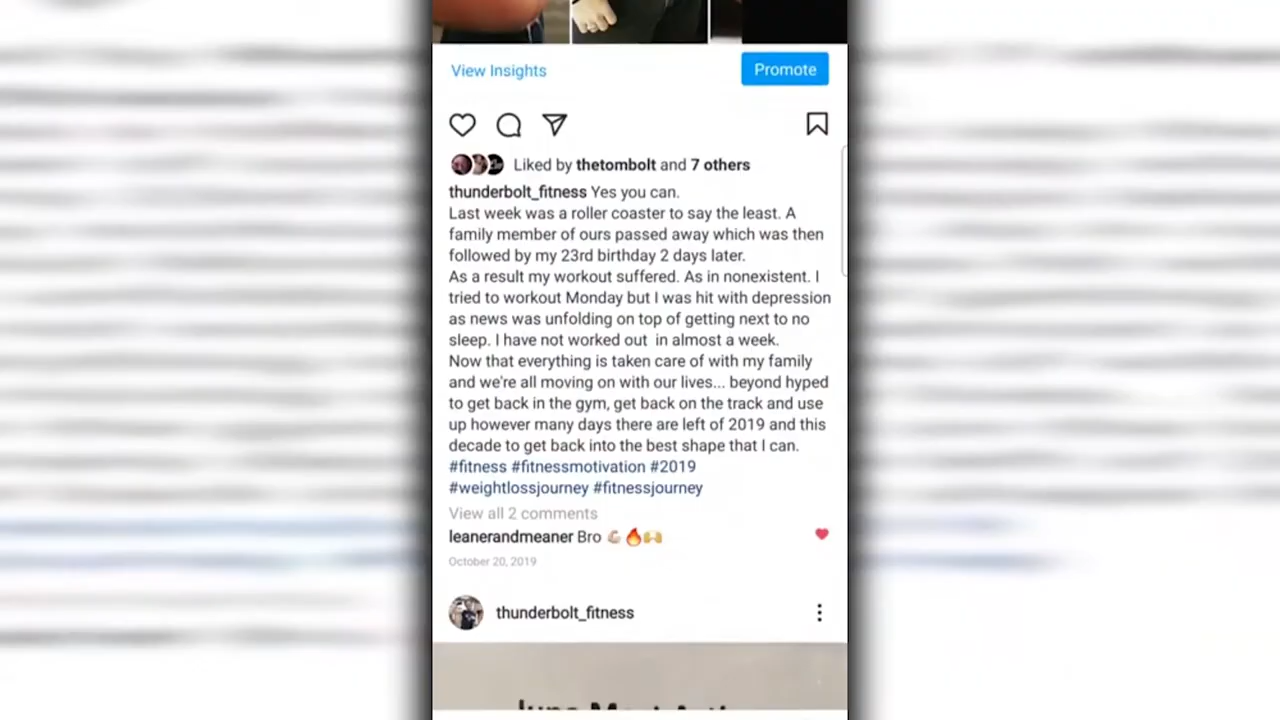 View Insights
Promote
Liked by thetombolt and 7 others
thunderbolt_fitness Yes you can.
Last week was a roller coaster to say the least. A
family member of ours passed away which was then
followed by my 23rd birthday 2 days later.
As a result my workout suffered. As in nonexistent. I
tried to workout Monday but I was hit with depression
as news was unfolding on top of getting next to no
sleep. I have not worked out in almost a week.
Now that everything is taken care of with my family
and we're all moving on with our lives... beyond hyped
to get back in the gym, get back on the track and use
up however many days there are left of 2019 and this
decade to get back into the best shape that I can.
#fitness #fitnessmotivation #2019
#weightlossjourney #fitnessjourney
View all 2 comments
leanerandmeaner Bro 💪🏻🔥🙌
October 20, 2019
thunderbolt_fitness